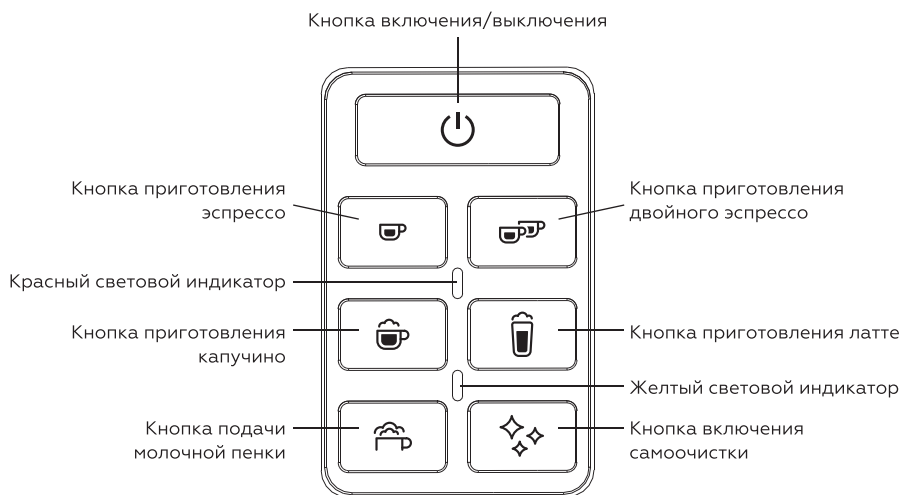 Кнопка включения/выключения
Кнопка приготовления
эспрессо
Кнопка приготовления
двойного эспрессо
Красный световой индикатор
Кнопка приготовления
капучино
Кнопка приготовления латте
Желтый световой индикатор
Кнопка подачи
молочной пенки
Кнопка включения
самоочистки